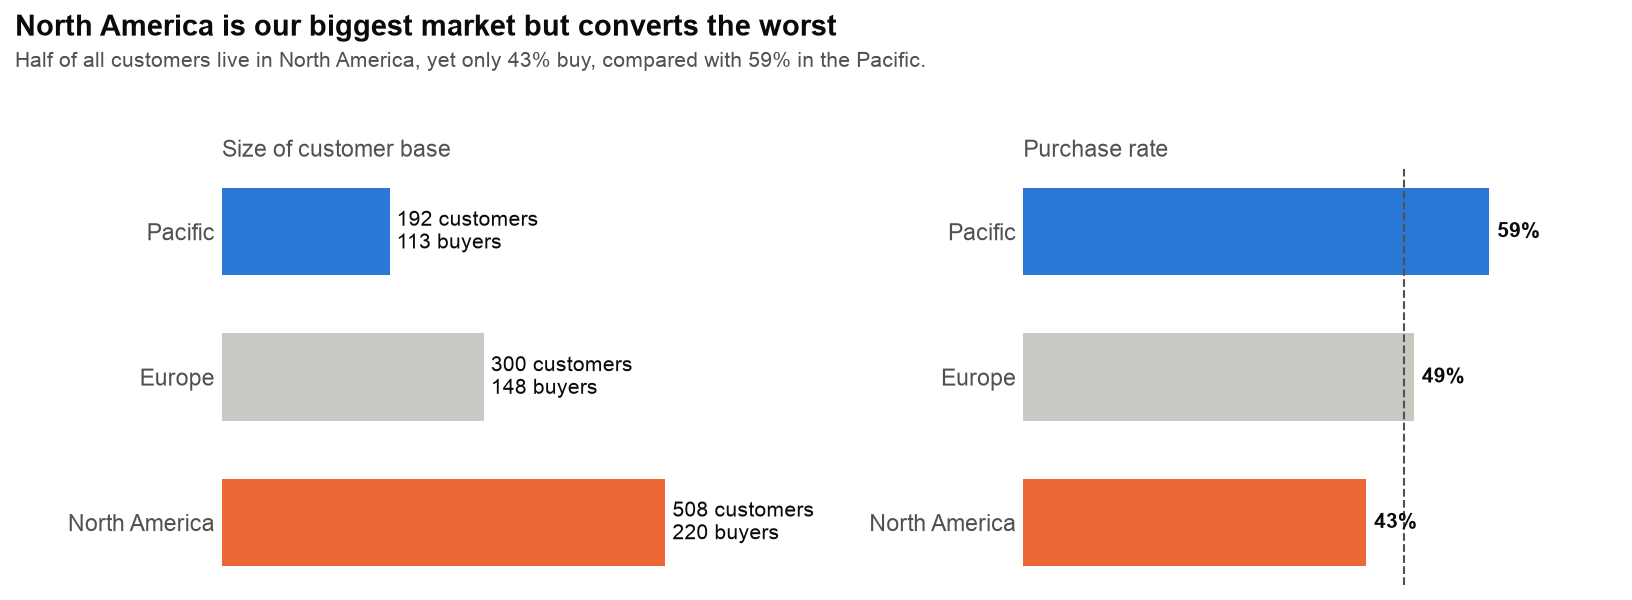 North America is our biggest market but converts the worst
Half of all customers live in North America, yet only 43% buy, compared with 59% in the Pacific.
Size of customer base
Pacific
192 customers
113 buyers
Europe
300 customers
148 buyers
North America
508 customers
220 buyers
Purchase rate
Pacific
59%
Europe
49%
North America
43%